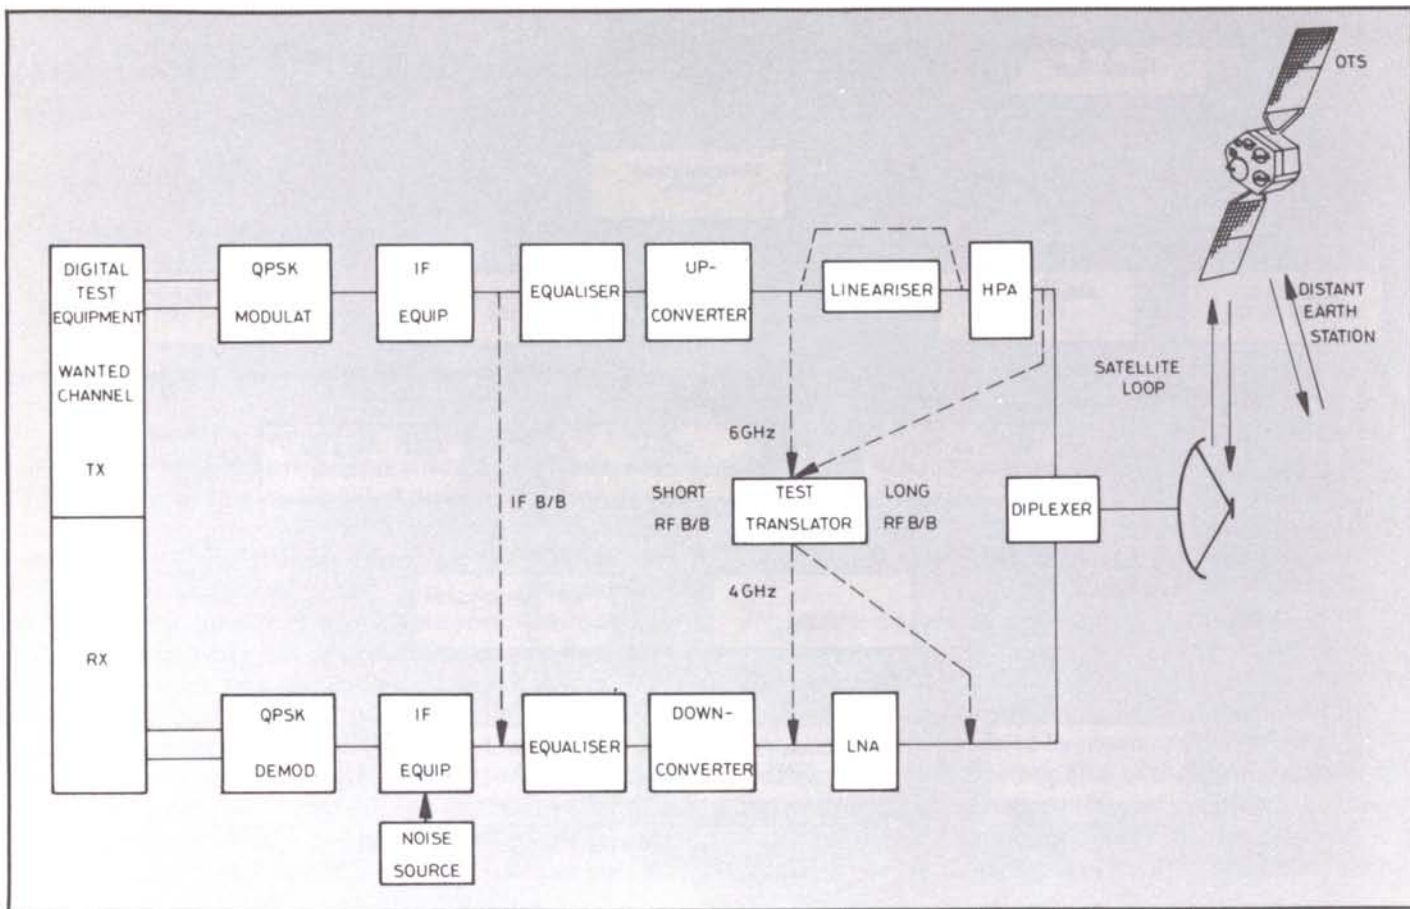 OTS
DIGITAL
TEST
EQUIPMENT
WANTED
CHANNEL
TX
RX
QPSK
MODULAT
IF
EQUIP.
EQUALISER
UP-
CONVERTER
LINEARISER
HPA
DISTANT
EARTH
STATION
SATELLITE
LOOP
6GHz
IF B/B
SHORT
RF B/B
TEST
TRANSLATOR
LONG
RF B/B
DIPLEXER
4GHz
QPSK
DEMOD.
IF
EQUIP.
EQUALISER
DOWN-
CONVERTER
LNA
NOISE
SOURCE